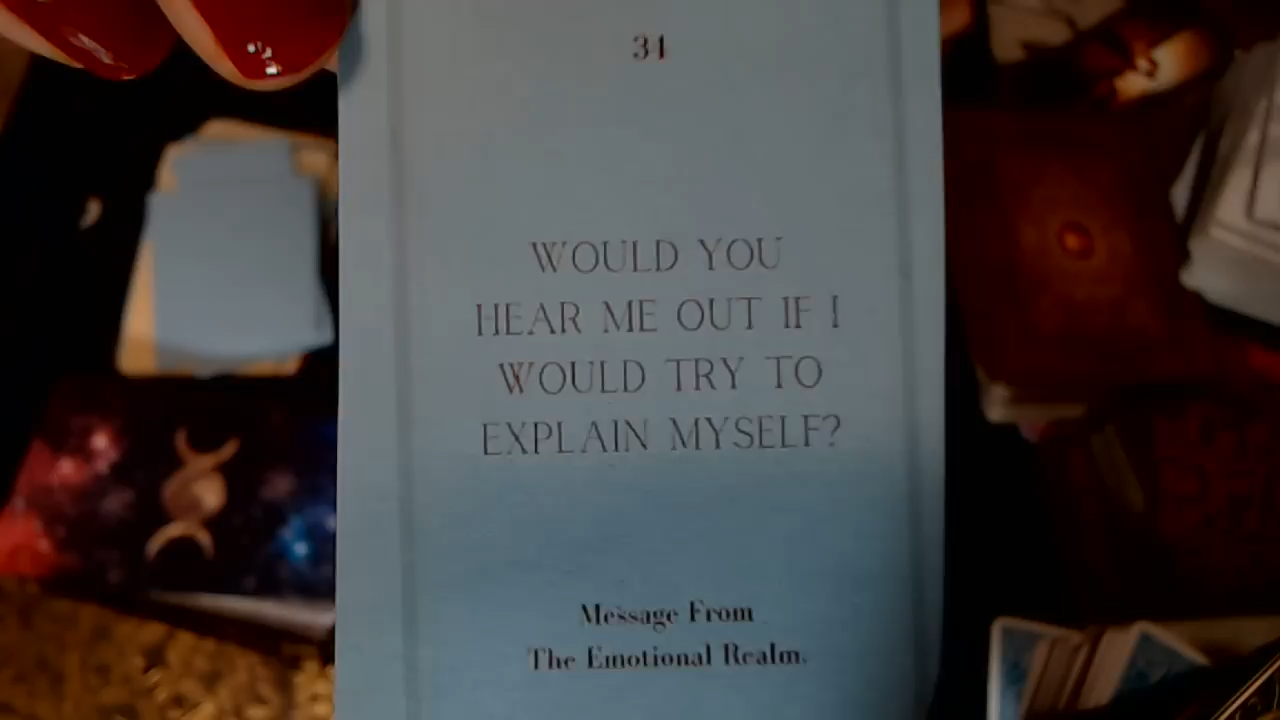 31
WOULD YOU
HEAR ME OUT IF I
WOULD TRY TO
EXPLAIN MYSELF?
Message From
The Emotional Realm.